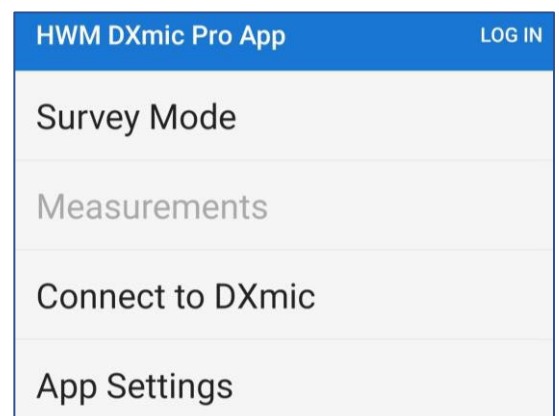 HWM DXmic Pro App LOG IN
Survey Mode
Measurements
Connect to DXmic
App Settings